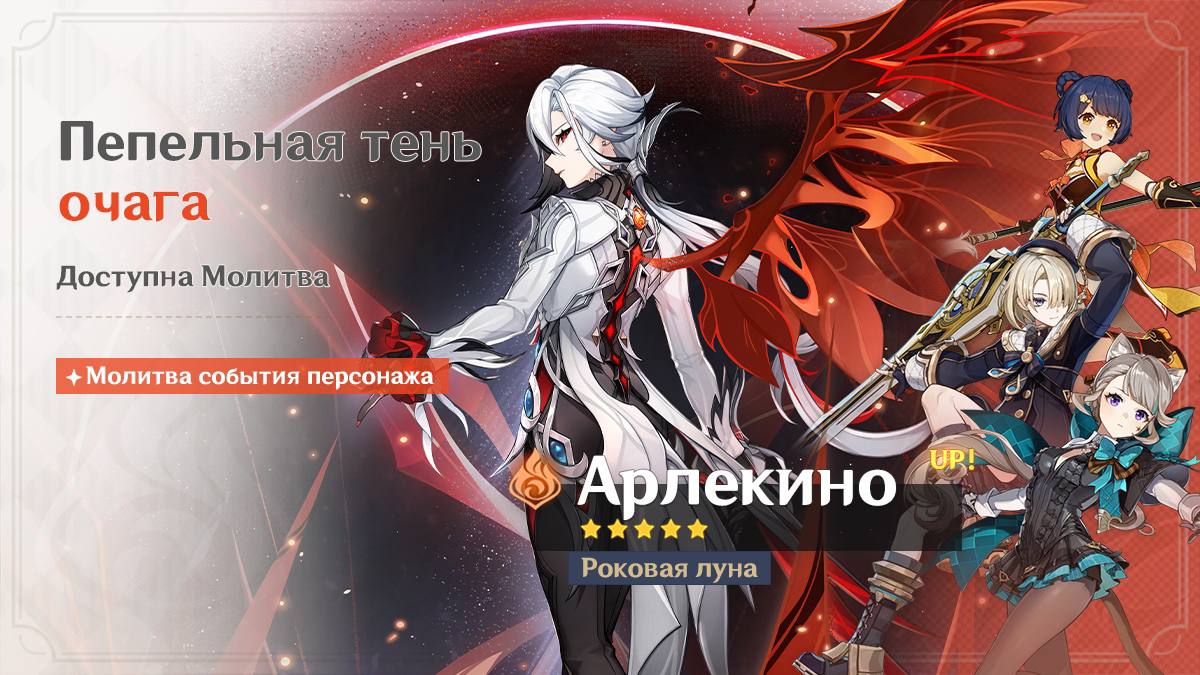 Пепельная тень
очага
Доступна Молитва
Молитва события персонажа
UP!
Арлекино
Роковая луна